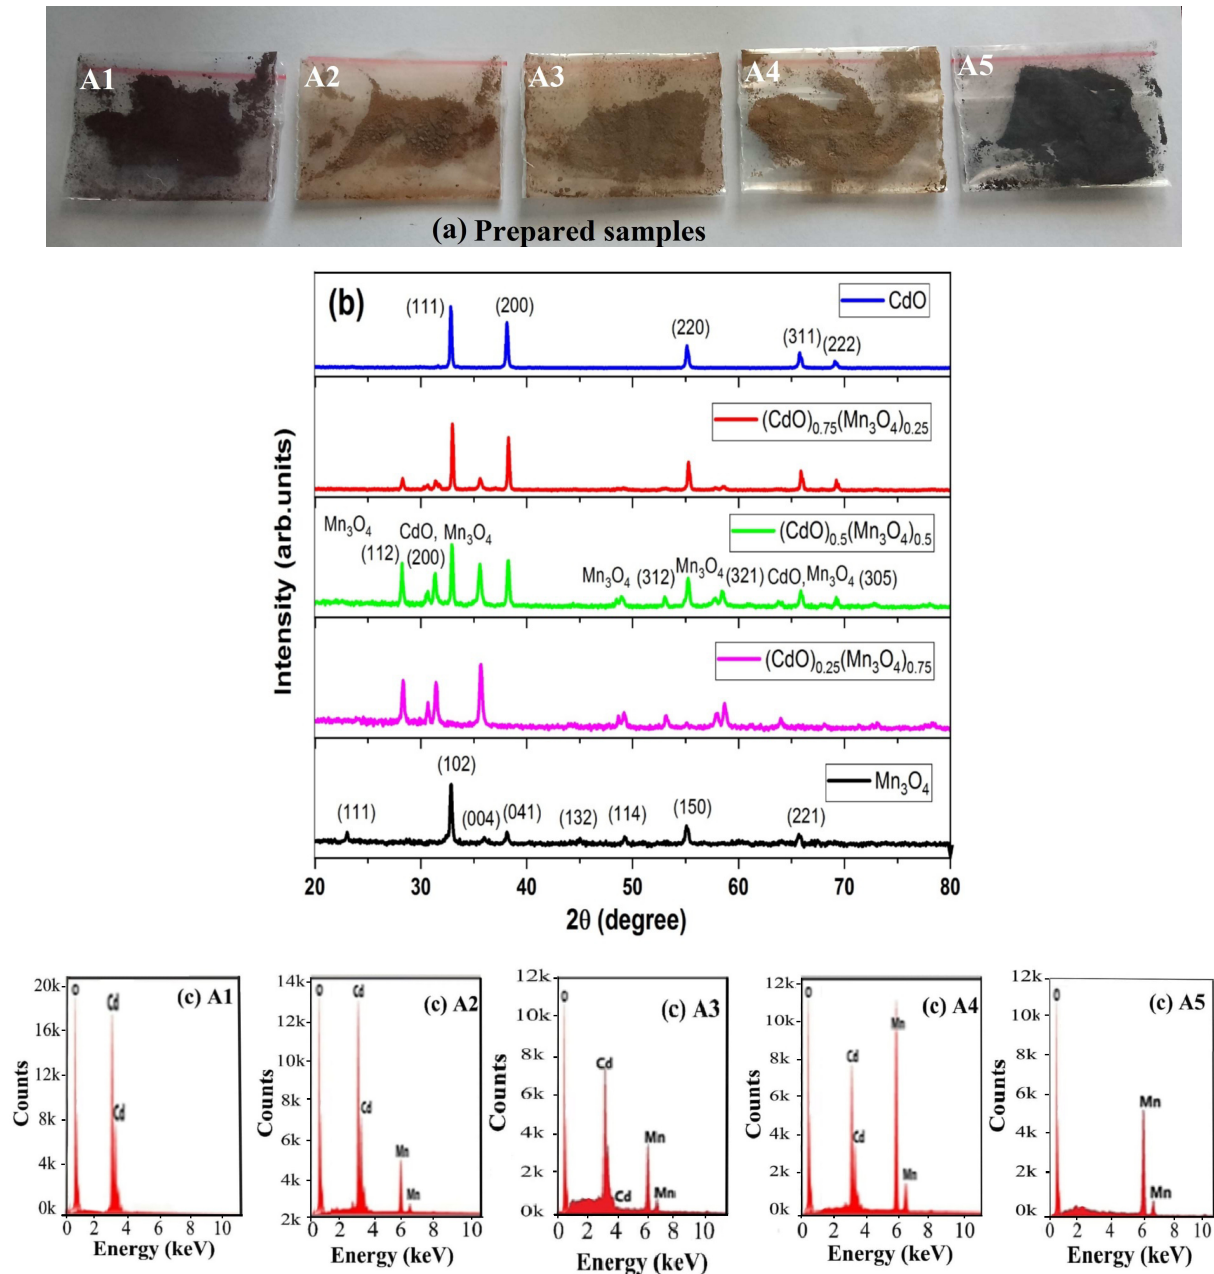 A1 A2 A3 A4 A5
(a) Prepared samples
(b)
CdO
(111) (200) (220) (311) (222)
(CdO)₀.₇₅(Mn₃O₄)₀.₂₅
(CdO)₀.₅(Mn₃O₄)₀.₅
Mn₃O₄ CdO, Mn₃O₄
(112) (200) Mn₃O₄ (312) Mn₃O₄ (321) CdO,Mn₃O₄ (305)
(CdO)₀.₂₅(Mn₃O₄)₀.₇₅
Mn₃O₄
(111) (102) (004) (041) (132) (114) (150) (221)
Intensity (arb.units)
20 30 40 50 60 70 80
2θ (degree)
(c) A1
Counts
20k
16k
12k
8k
4k
0k
O Cd Cd
0 2 4 6 8 10
Energy (keV)
(c) A2
Counts
14k
12k
10k
8k
6k
4k
2k
O Cd Cd Mn Mn
0 2 4 6 8 10
Energy (keV)
(c) A3
Counts
12k
10k
8k
6k
4k
2k
0k
O Cd Cd Mn Mn
0 2 4 6 8 10
Energy (keV)
(c) A4
Counts
12k
10k
8k
6k
4k
2k
0k
O Cd Cd Mn Mn
0 2 4 6 8 10
Energy (keV)
(c) A5
Counts
12k
10k
8k
6k
4k
2k
0k
O Mn Mn
0 2 4 6 8 10
Energy (keV)